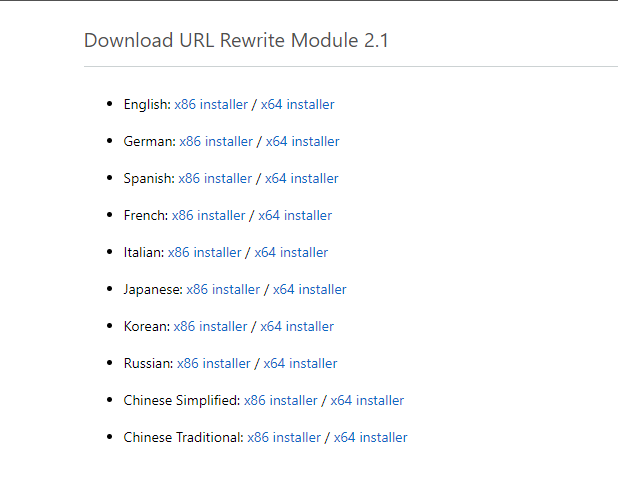 Download URL Rewrite Module 2.1
English: x86 installer / x64 installer
German: x86 installer / x64 installer
Spanish: x86 installer / x64 installer
French: x86 installer / x64 installer
Italian: x86 installer / x64 installer
Japanese: x86 installer / x64 installer
Korean: x86 installer / x64 installer
Russian: x86 installer / x64 installer
Chinese Simplified: x86 installer / x64 installer
Chinese Traditional: x86 installer / x64 installer